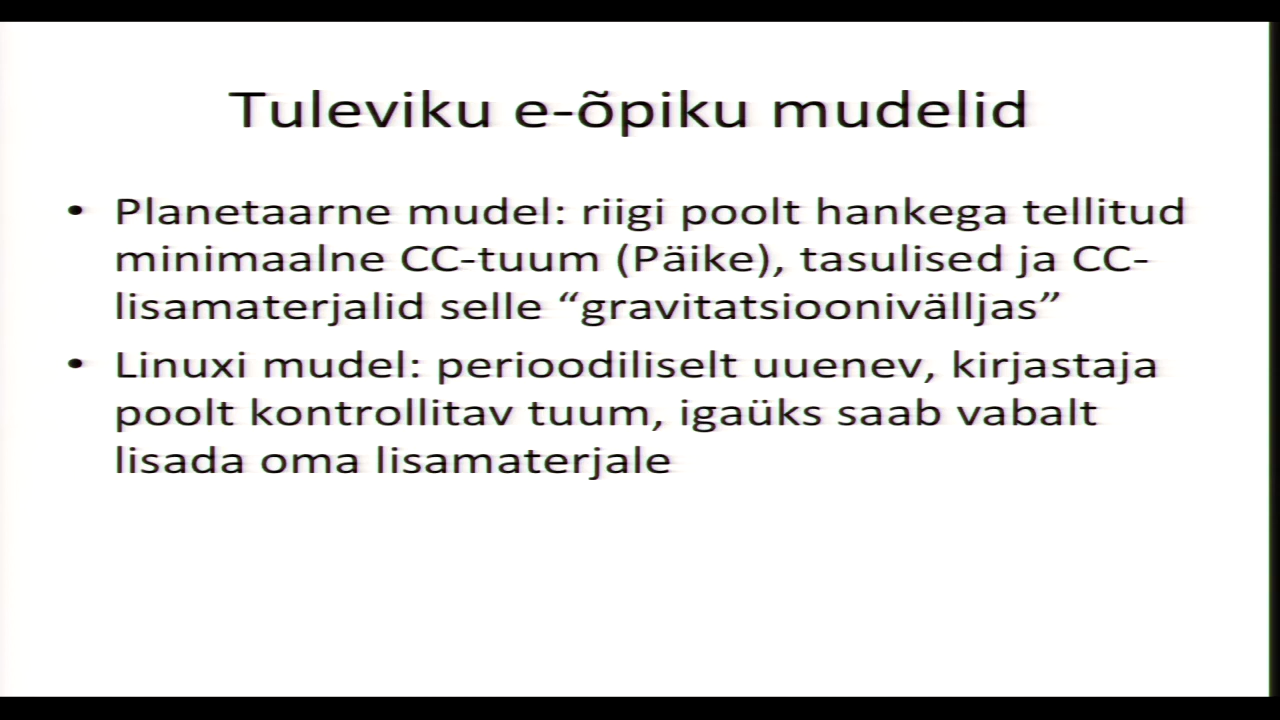 Tuleviku e-õpiku mudelid
• Planetaarne mudel: riigi poolt hankega tellitud
minimaalne CC-tuum (Päike), tasulised ja CC-
lisamaterjalid selle “gravitatsioonivälljas”
• Linuxi mudel: perioodiliselt uuenev, kirjastaja
poolt kontrollitav tuum, igaüks saab vabalt
lisada oma lisamaterjale